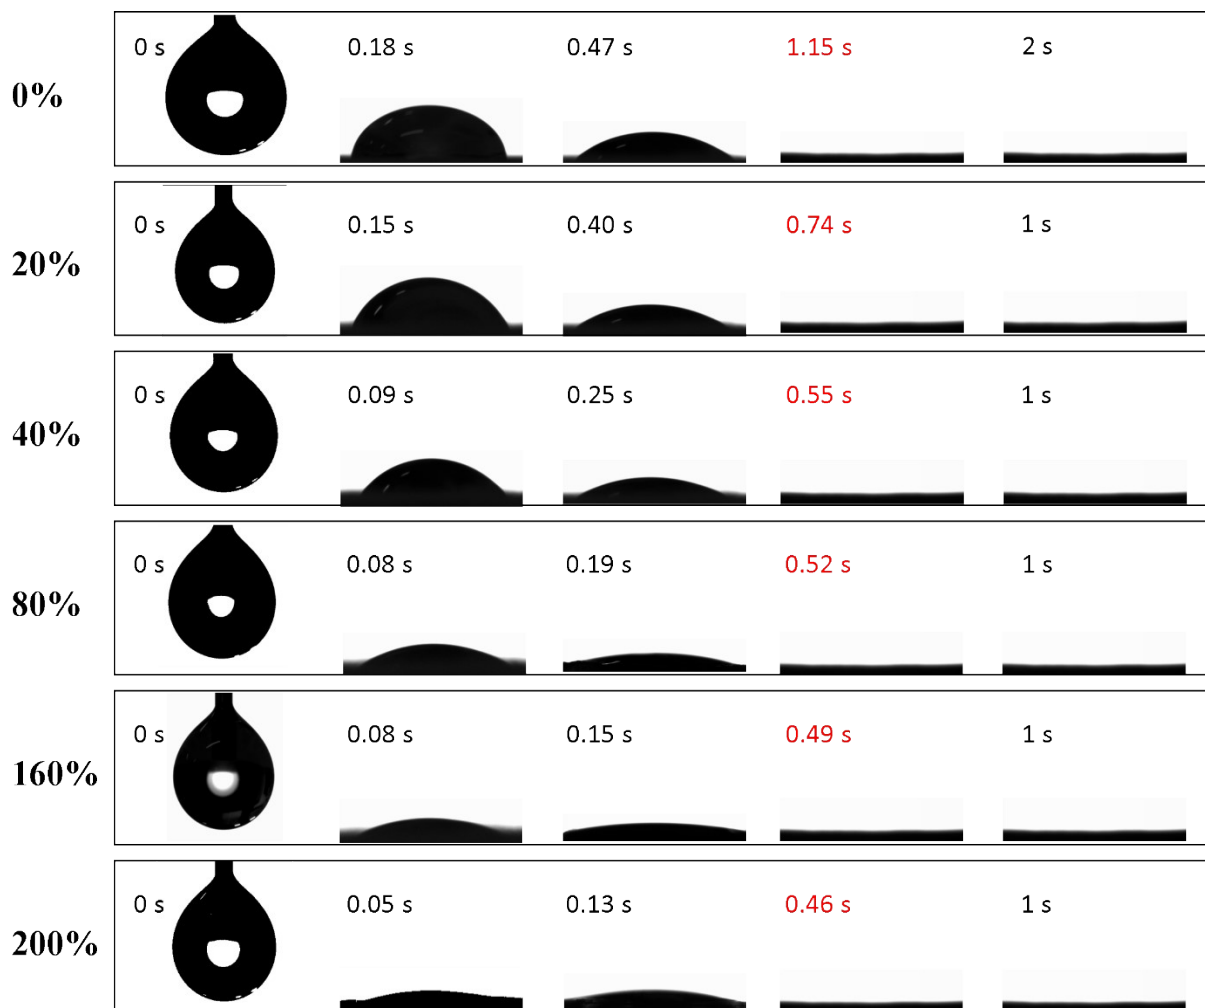 0 s 0.18 s 0.47 s 1.15 s 2 s
0%
0 s 0.15 s 0.40 s 0.74 s 1 s
20%
0 s 0.09 s 0.25 s 0.55 s 1 s
40%
0 s 0.08 s 0.19 s 0.52 s 1 s
80%
0 s 0.08 s 0.15 s 0.49 s 1 s
160%
0 s 0.05 s 0.13 s 0.46 s 1 s
200%